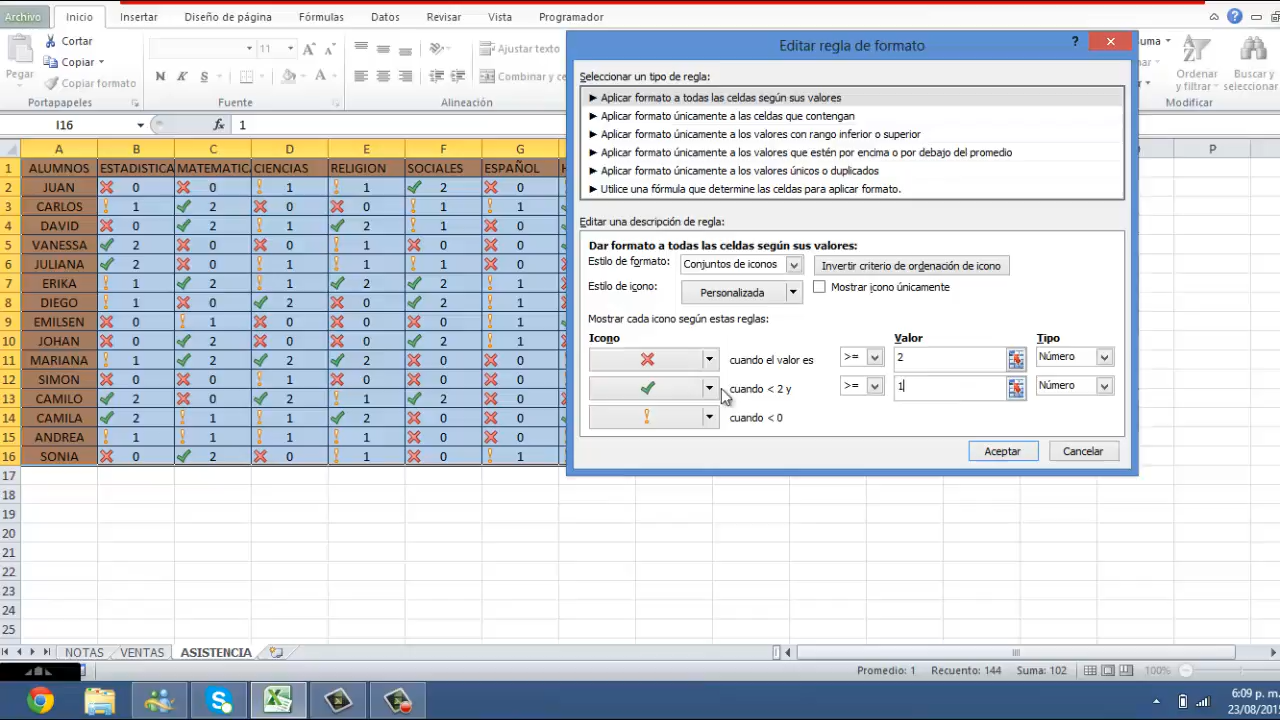 Archivo Inicio Insertar Diseño de página Fórmulas Datos Revisar Vista Programador
Pegar
Cortar
Copiar
Copiar formato
Portapapeles
11
N K S
Fuente
Ajustar texto
Combinar y ce
Alineación
Suma
Ordenar y filtrar
Buscar y seleccionar
Modificar
I16 fx 1
A B C D E F G P
1 ALUMNOS ESTADISTICA MATEMATICA CIENCIAS RELIGION SOCIALES ESPAÑOL
2 JUAN 0 0 1 1 2 0
3 CARLOS 1 2 0 0 1 1
4 DAVID 0 2 1 2 1 0
5 VANESSA 2 0 0 1 0 0
6 JULIANA 2 0 1 1 1 0
7 ERIKA 1 2 1 2 2 0
8 DIEGO 1 0 2 0 2 1
9 EMILSEN 0 1 0 0 0 1
10 JOHAN 0 2 0 2 2 0
11 MARIANA 1 2 2 2 0 0
12 SIMON 0 0 1 0 0 0
13 CAMILO 2 0 2 1 2 0
14 CAMILA 2 1 1 2 0 0
15 ANDREA 1 1 1 1 0 0
16 SONIA 0 2 0 1 0 1
17
18
19
20
21
22
23
24
25
Editar regla de formato
Seleccionar un tipo de regla:
► Aplicar formato a todas las celdas según sus valores
► Aplicar formato únicamente a las celdas que contengan
► Aplicar formato únicamente a los valores con rango inferior o superior
► Aplicar formato únicamente a los valores que estén por encima o por debajo del promedio
► Aplicar formato únicamente a los valores únicos o duplicados
► Utilice una fórmula que determine las celdas para aplicar formato.
Editar una descripción de regla:
Dar formato a todas las celdas según sus valores:
Estilo de formato: Conjuntos de iconos Invertir criterio de ordenación de icono
Estilo de icono: Personalizada Mostrar icono únicamente
Mostrar cada icono según estas reglas:
Icono Valor Tipo
cuando el valor es >= 2 Número
cuando < 2 y >= 1 Número
cuando < 0
Aceptar Cancelar
NOTAS VENTAS ASISTENCIA
Promedio: 1 Recuento: 144 Suma: 102 100%
6:09 p. m.